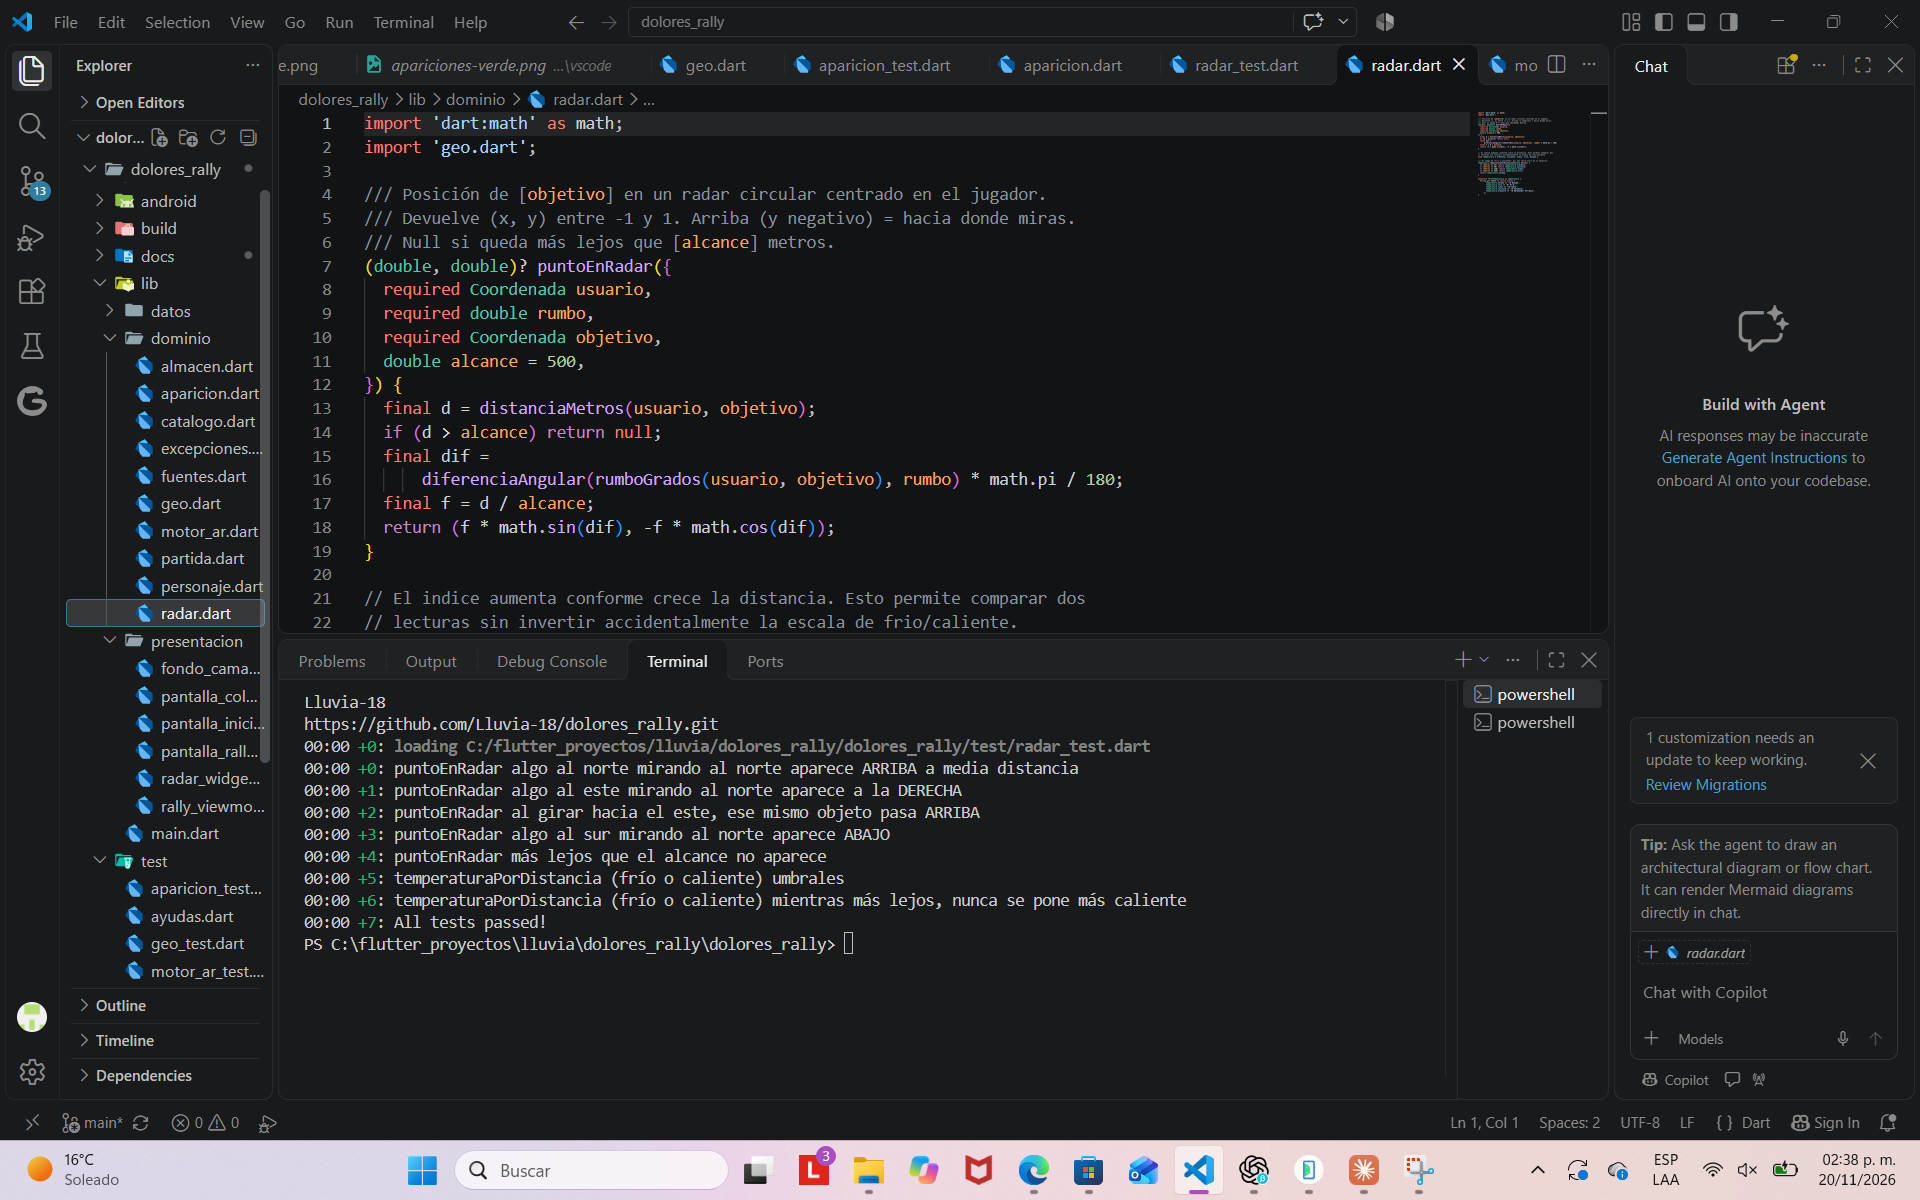 File Edit Selection View Go Run Terminal Help
dolores_rally
Explorer
Open Editors
dolor...
dolores_rally
android
build
docs
lib
datos
dominio
almacen.dart
aparicion.dart
catalogo.dart
excepciones....
fuentes.dart
geo.dart
motor_ar.dart
partida.dart
personaje.dart
radar.dart
presentacion
fondo_cama...
pantalla_col...
pantalla_inici...
pantalla_rall...
radar_widge...
rally_viewmo...
main.dart
test
aparicion_test...
ayudas.dart
geo_test.dart
motor_ar_test....
Outline
Timeline
Dependencies
13
e.png apariciones-verde.png ...\vscode geo.dart aparicion_test.dart aparicion.dart radar_test.dart radar.dart mo
dolores_rally > lib > dominio > radar.dart > ...
1 import 'dart:math' as math;
2 import 'geo.dart';
3
4 /// Posición de [objetivo] en un radar circular centrado en el jugador.
5 /// Devuelve (x, y) entre -1 y 1. Arriba (y negativo) = hacia donde miras.
6 /// Null si queda más lejos que [alcance] metros.
7 (double, double)? puntoEnRadar({
8 required Coordenada usuario,
9 required double rumbo,
10 required Coordenada objetivo,
11 double alcance = 500,
12 }) {
13 final d = distanciaMetros(usuario, objetivo);
14 if (d > alcance) return null;
15 final dif =
16 diferenciaAngular(rumboGrados(usuario, objetivo), rumbo) * math.pi / 180;
17 final f = d / alcance;
18 return (f * math.sin(dif), -f * math.cos(dif));
19 }
20
21 // El indice aumenta conforme crece la distancia. Esto permite comparar dos
22 // lecturas sin invertir accidentalmente la escala de frio/caliente.
Problems Output Debug Console Terminal Ports
Lluvia-18
https://github.com/Lluvia-18/dolores_rally.git
00:00 +0: loading C:/flutter_proyectos/lluvia/dolores_rally/dolores_rally/test/radar_test.dart
00:00 +0: puntoEnRadar algo al norte mirando al norte aparece ARRIBA a media distancia
00:00 +1: puntoEnRadar algo al este mirando al norte aparece a la DERECHA
00:00 +2: puntoEnRadar al girar hacia el este, ese mismo objeto pasa ARRIBA
00:00 +3: puntoEnRadar algo al sur mirando al norte aparece ABAJO
00:00 +4: puntoEnRadar más lejos que el alcance no aparece
00:00 +5: temperaturaPorDistancia (frío o caliente) umbrales
00:00 +6: temperaturaPorDistancia (frío o caliente) mientras más lejos, nunca se pone más caliente
00:00 +7: All tests passed!
PS C:\flutter_proyectos\lluvia\dolores_rally\dolores_rally>
powershell
powershell
Chat
Build with Agent
AI responses may be inaccurate
Generate Agent Instructions to
onboard AI onto your codebase.
1 customization needs an
update to keep working.
Review Migrations
Tip: Ask the agent to draw an
architectural diagram or flow chart.
It can render Mermaid diagrams
directly in chat.
radar.dart
Chat with Copilot
Models
Copilot
main* 0 0
Ln 1, Col 1 Spaces: 2 UTF-8 LF { } Dart Sign In
16°C
Soleado
Buscar
3
ESP
LAA
02:38 p. m.
20/11/2026